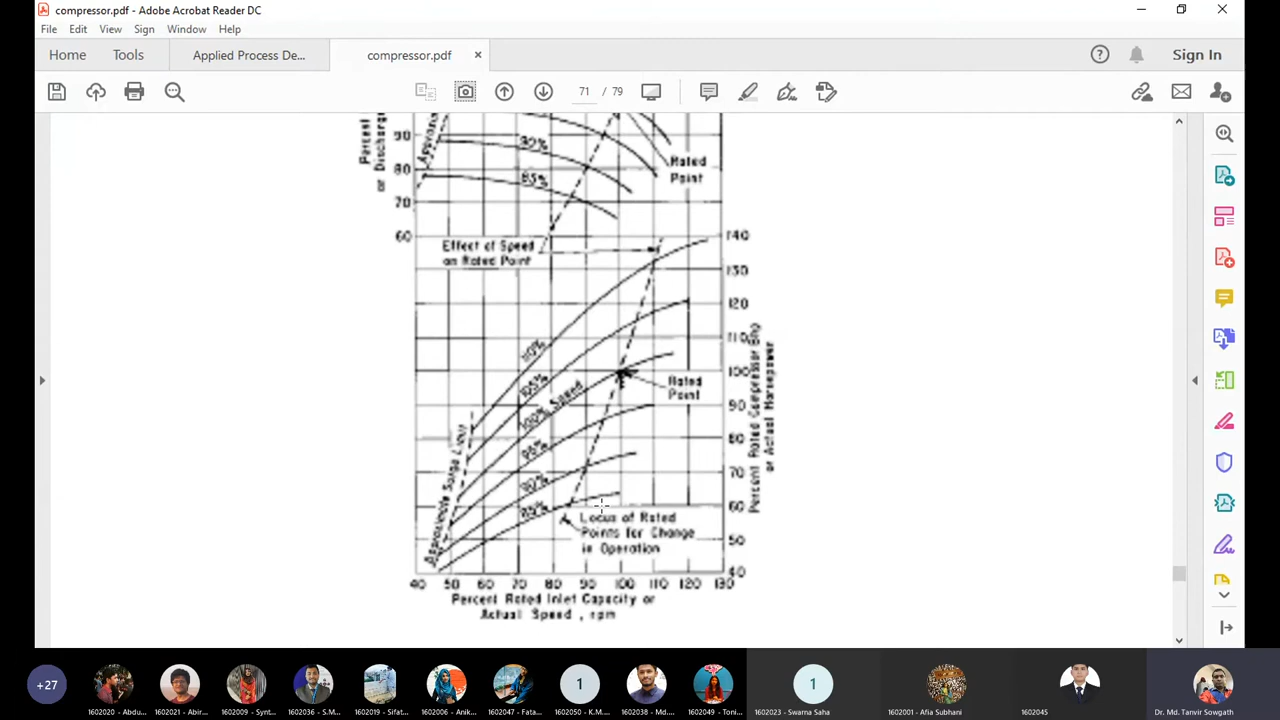 compressor.pdf - Adobe Acrobat Reader DC
File Edit View Sign Window Help
Home Tools Applied Process De... compressor.pdf × Sign In
71 / 79
Percent
or Discharg
90
80
70
60
90%
85%
Rated
Point
Effect of Speed
on Rated Point
140
130
120
110
100
90
80
70
60
50
40
110%
105%
100% Speed
95%
90%
85%
Rated
Point
Approximate Surge Limit
Percent Rated Compressor Bhp
or Actual Horsepower
Locus of Rated
Points for Change
in Operation
40 50 60 70 80 90 100 110 120 130
Percent Rated Inlet Capacity or
Actual Speed, rpm
+27
1
1
1602020 - Abdu...
1602021 - Abir...
1602009 - Synt...
1602036 - S.M...
1602019 - Sifat...
1602006 - Anik...
1602047 - Fata...
1602050 - K.M...
1602038 - Md...
1602049 - Toni...
1602023 - Swarna Saha
1602001 - Afia Subhani
1602045
Dr. Md. Tanvir Sowgath